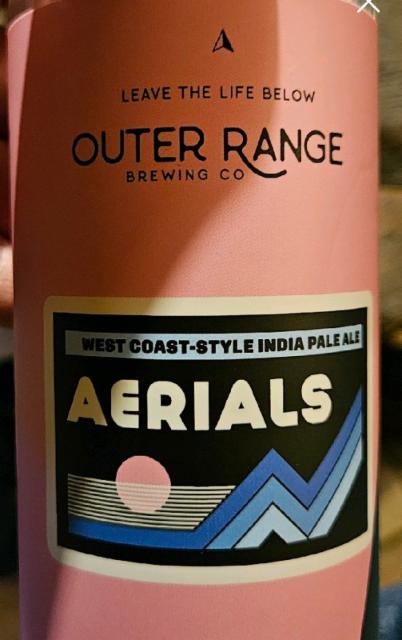 LEAVE THE LIFE BELOW
OUTER RANGE
BREWING CO
WEST COAST-STYLE INDIA PALE ALE
AERIALS